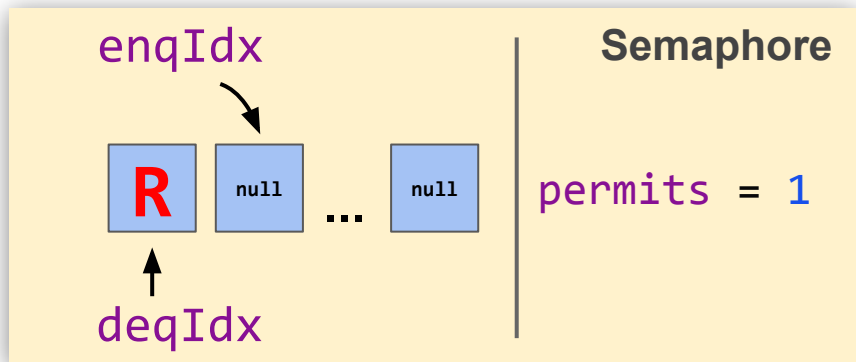 enqIdx
R
null
...
null
deqIdx
Semaphore
permits = 1